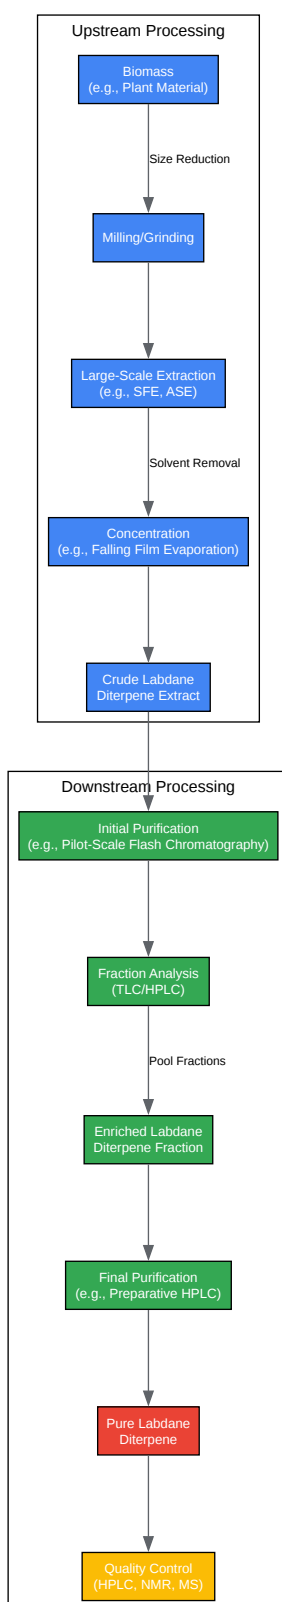 Upstream Processing
Biomass
(e.g., Plant Material)
Size Reduction
Milling/Grinding
Large-Scale Extraction
(e.g., SFE, ASE)
Solvent Removal
Concentration
(e.g., Falling Film Evaporation)
Crude Labdane
Diterpene Extract
Downstream Processing
Initial Purification
(e.g., Pilot-Scale Flash Chromatography)
Fraction Analysis
(TLC/HPLC)
Pool Fractions
Enriched Labdane
Diterpene Fraction
Final Purification
(e.g., Preparative HPLC)
Pure Labdane
Diterpene
Quality Control
(HPLC, NMR, MS)